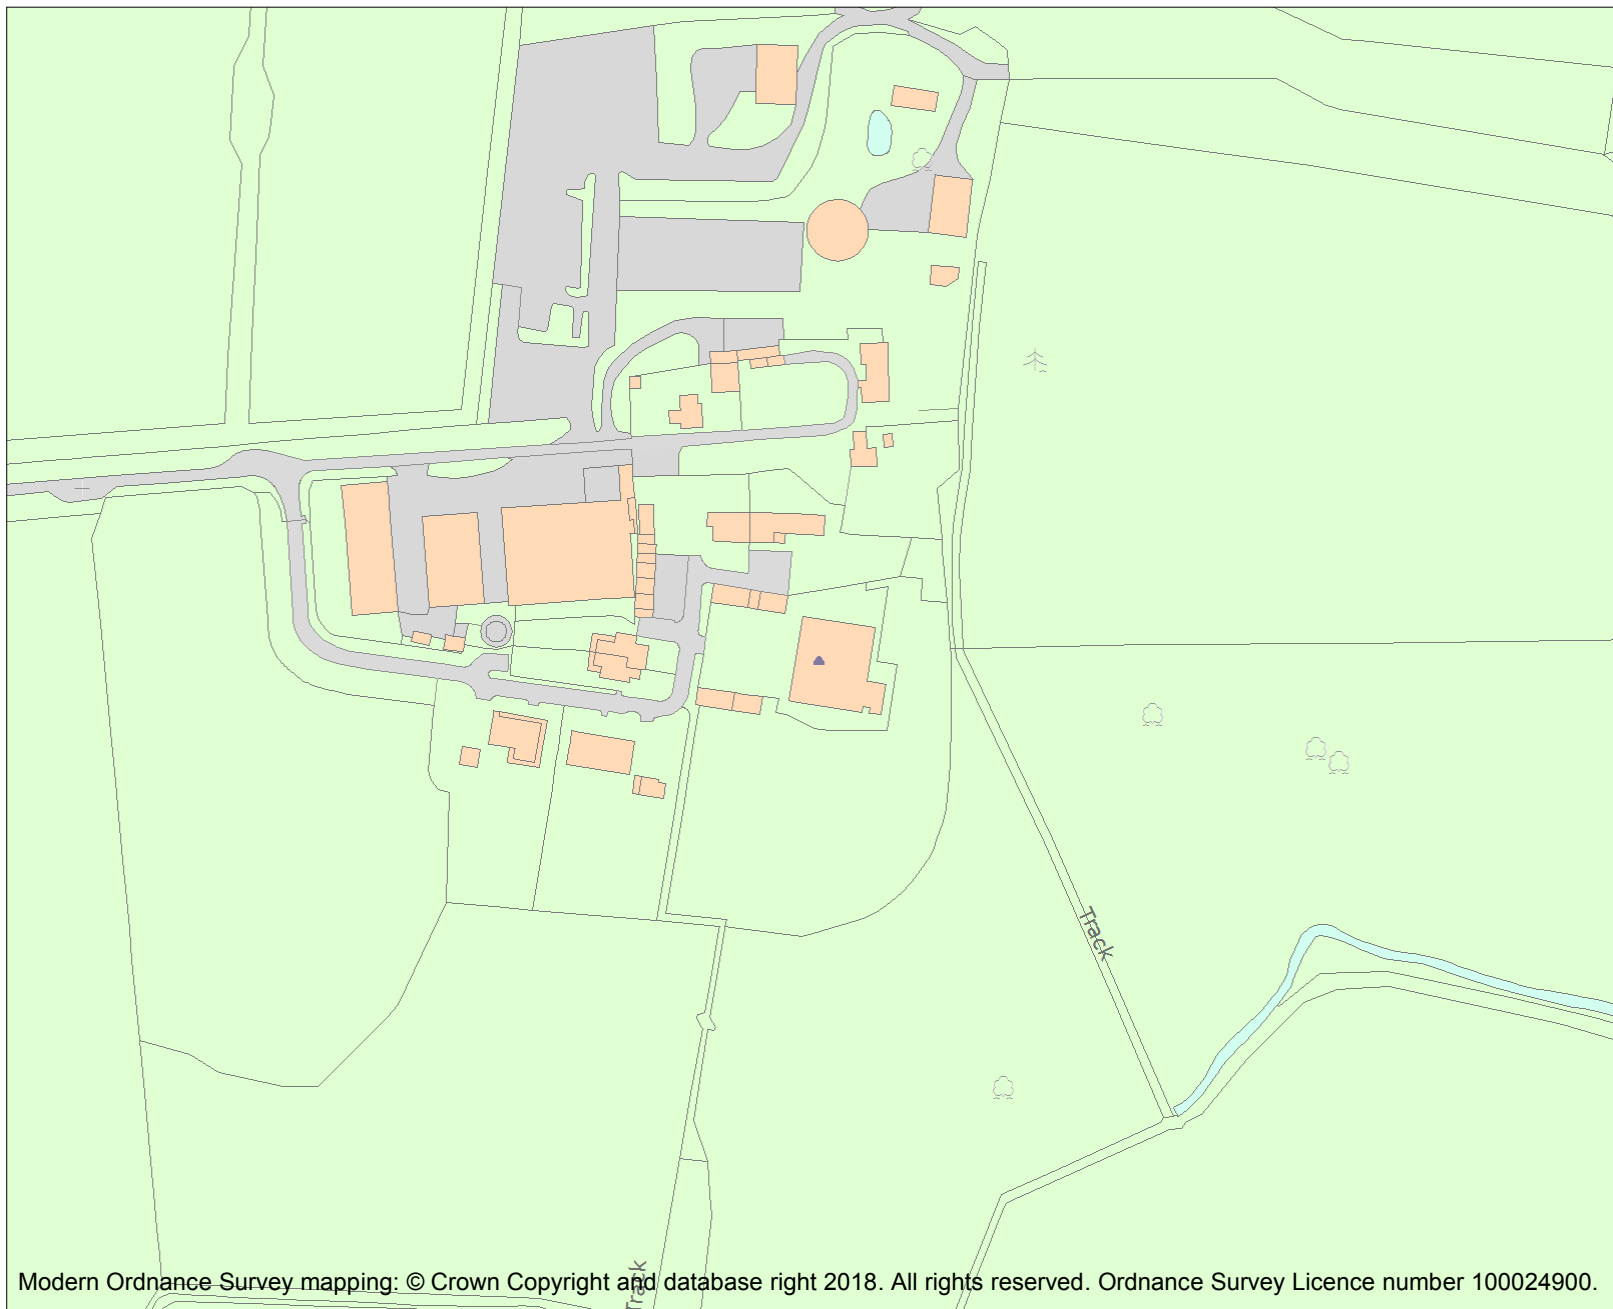 Track
Track
Modern Ordnance Survey mapping: © Crown Copyright and database right 2018. All rights reserved. Ordnance Survey Licence number 100024900.